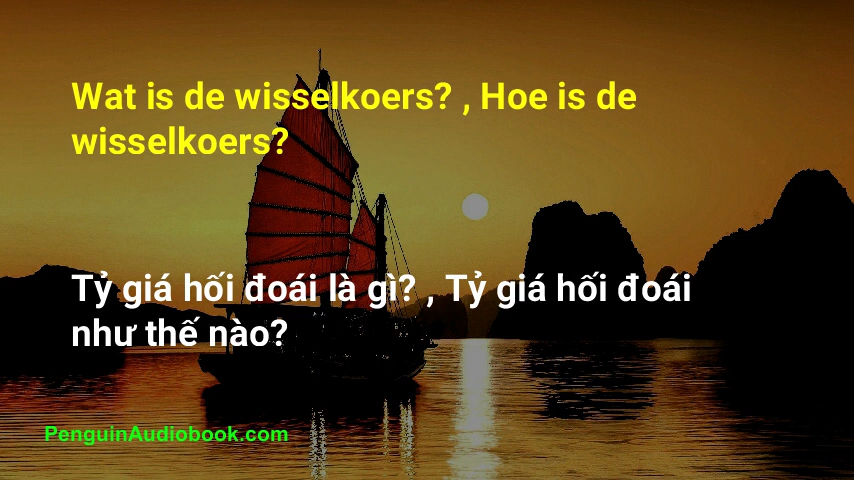 Wat is de wisselkoers? , Hoe is de
wisselkoers?
Tỷ giá hối đoái là gì? , Tỷ giá hối đoái
như thế nào?
PenguinAudiobook.com